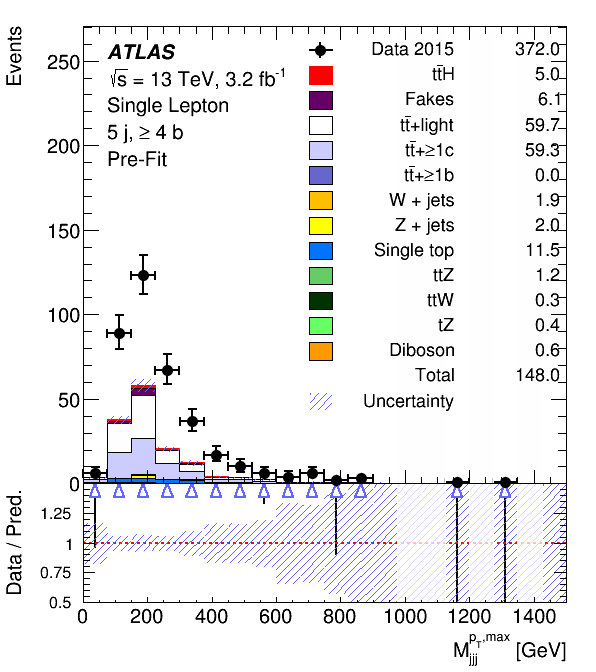 Events
ATLAS
√s = 13 TeV, 3.2 fb⁻¹
Single Lepton
5 j, ≥ 4 b
Pre-Fit
Data 2015 372.0
tt̄H 5.0
Fakes 6.1
tt̄+light 59.7
tt̄+≥1c 59.3
tt̄+≥1b 0.0
W + jets 1.9
Z + jets 2.0
Single top 11.5
ttZ 1.2
ttW 0.3
tZ 0.4
Diboson 0.6
Total 148.0
Uncertainty
250
200
150
100
50
0
Data / Pred.
1.25
1
0.75
0.5
0 200 400 600 800 1000 1200 1400
M_jjj^{p_T,max} [GeV]